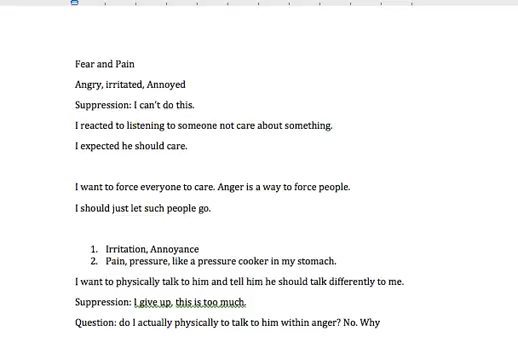 Fear and Pain
Angry, irritated, Annoyed
Suppression: I can't do this.
I reacted to listening to someone not care about something.
I expected he should care.
I want to force everyone to care. Anger is a way to force people.
I should just let such people go.
1. Irritation, Annoyance
2. Pain, pressure, like a pressure cooker in my stomach.
I want to physically talk to him and tell him he should talk differently to me.
Suppression: I give up, this is too much.
Question: do I actually physically to talk to him within anger? No. Why